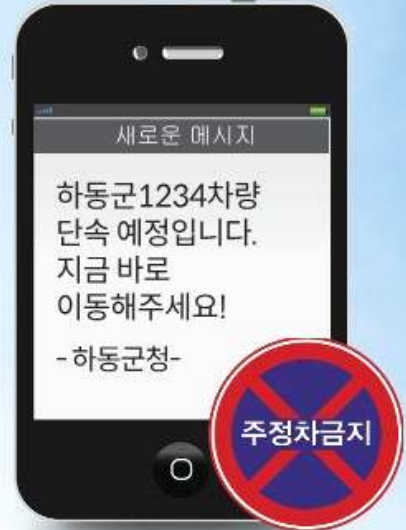 새로운 메시지
하동군1234차량
단속 예정입니다.
지금 바로
이동해주세요!
-하동군청-
주정차금지